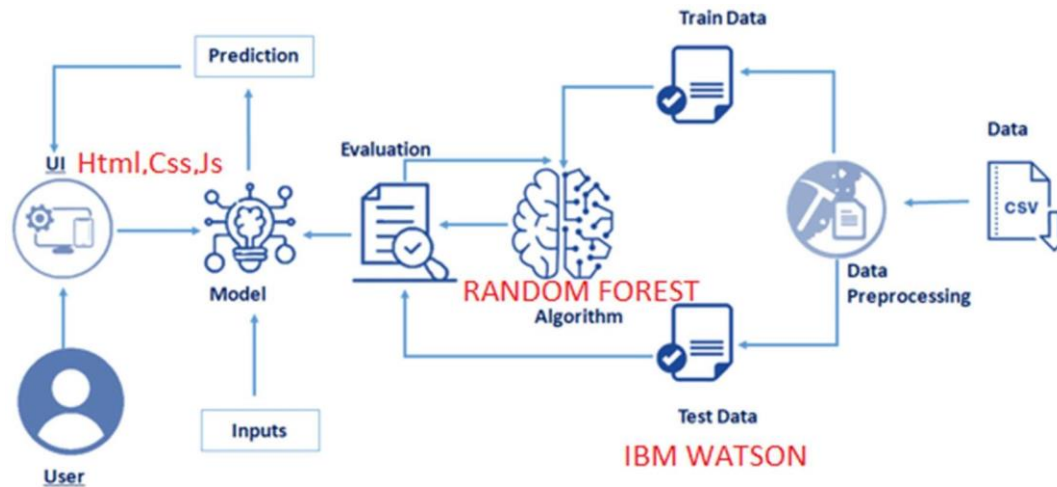 Train Data
Prediction
Data
Evaluation
UI Html,Css,Js
CSV
Model
RANDOM FOREST
Algorithm
Data
Preprocessing
Inputs
Test Data
IBM WATSON
User